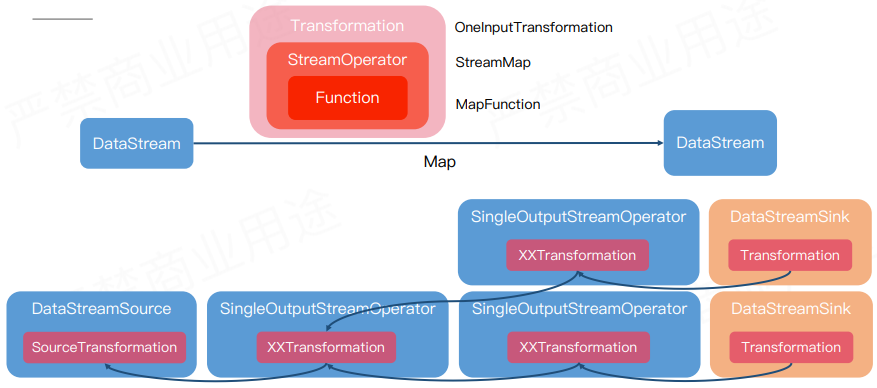 Transformation
OneInputTransformation
StreamOperator
StreamMap
Function
MapFunction
DataStream
DataStream
Map
SingleOutputStreamOperator
DataStreamSink
XXTransformation
Transformation
DataStreamSource
SingleOutputStreamOperator
SingleOutputStreamOperator
DataStreamSink
SourceTransformation
XXTransformation
XXTransformation
Transformation
严禁商业用途
严禁商业用途
严禁商业用途